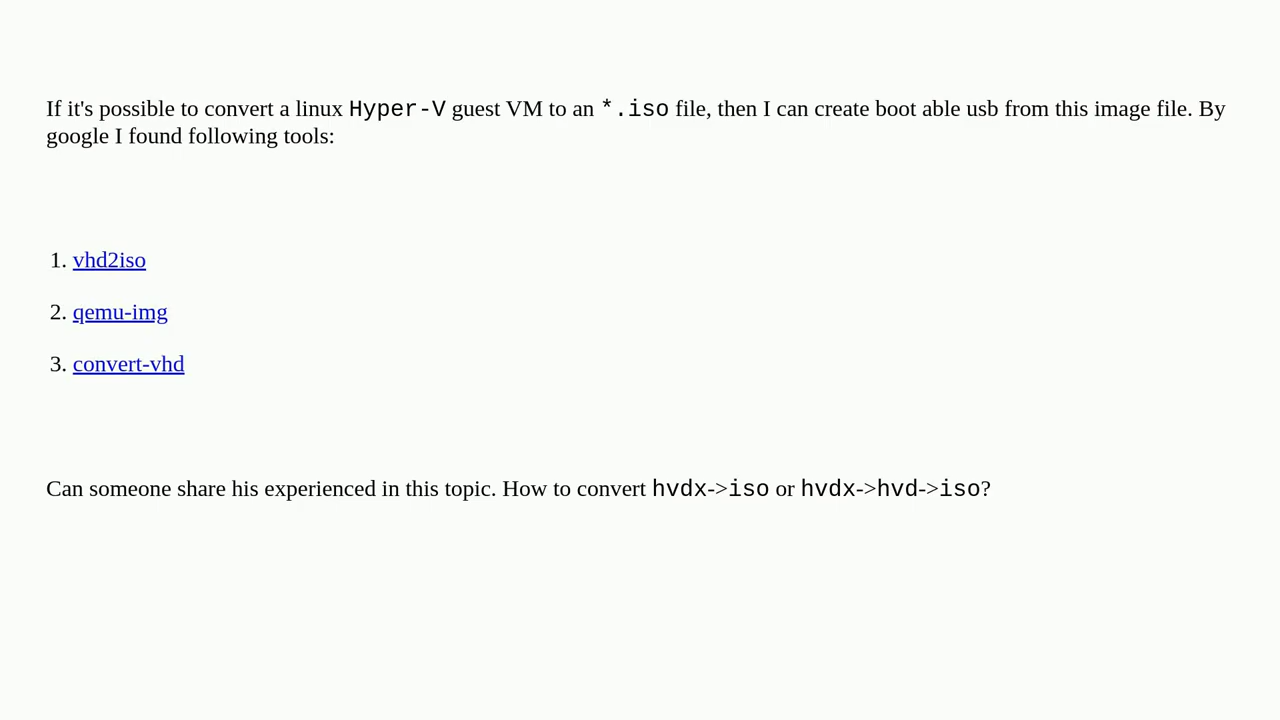 If it's possible to convert a linux Hyper-V guest VM to an *.iso file, then I can create boot able usb from this image file. By
google I found following tools:
1. vhd2iso
2. qemu-img
3. convert-vhd
Can someone share his experienced in this topic. How to convert hvdx->iso or hvdx->hvd->iso?